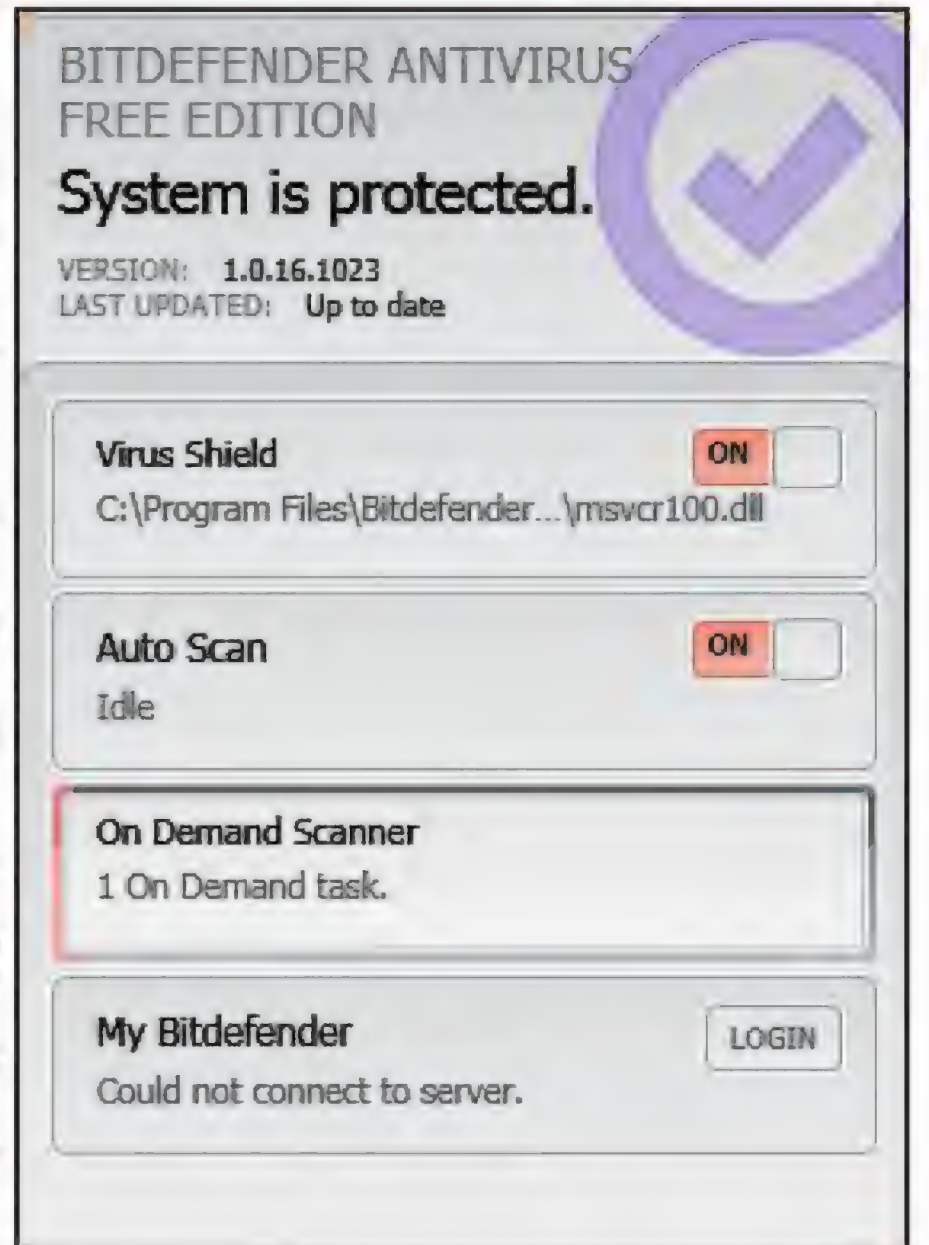 BITDEFENDER ANTIVIRUS
FREE EDITION
System is protected.
VERSION: 1.0.16.1023
LAST UPDATED: Up to date
Virus Shield
ON
C:\Program Files\Bitdefender...\msvcr100.dll
Auto Scan
ON
Idle
On Demand Scanner
1 On Demand task.
My Bitdefender
LOGIN
Could not connect to server.